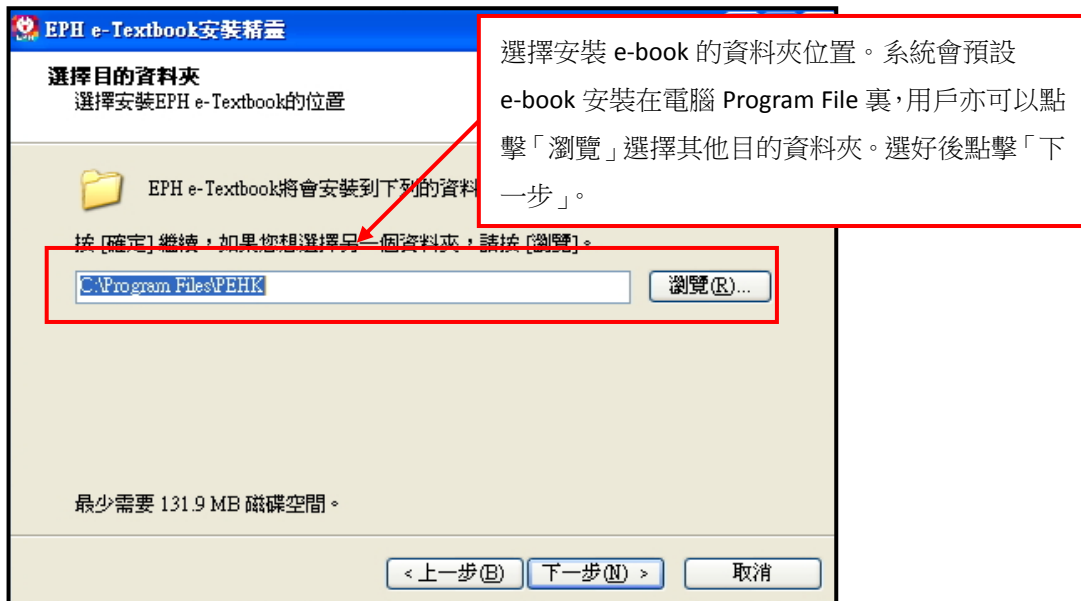 EPH e-Textbook安裝精靈
選擇目的資料夾
選擇安裝EPH e-Textbook的位置
選擇安裝 e-book 的資料夾位置。系統會預設
e-book 安裝在電腦 Program File 裏，用戶亦可以點
擊「瀏覽」選擇其他目的資料夾。選好後點擊「下
一步」。
EPH e-Textbook將會安裝到下列的資料
按 [確定] 繼續，如果您想選擇另一個資料夾，請按 [瀏覽]。
C:\Program Files\PEHK
瀏覽(R)...
最少需要 131.9 MB 磁碟空間。
< 上一步(B)
下一步(N) >
取消